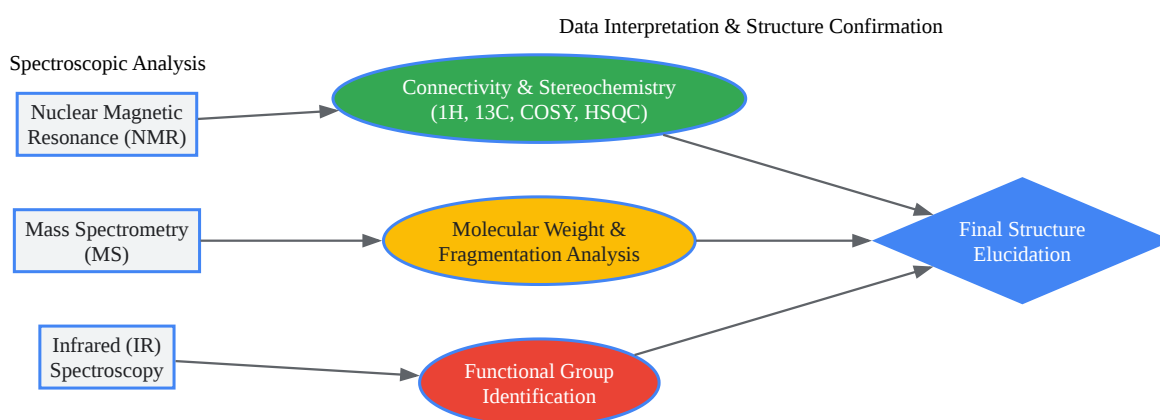 Data Interpretation & Structure Confirmation
Spectroscopic Analysis
Nuclear Magnetic
Resonance (NMR)
Connectivity & Stereochemistry
(1H, 13C, COSY, HSQC)
Mass Spectrometry
(MS)
Molecular Weight &
Fragmentation Analysis
Final Structure
Elucidation
Infrared (IR)
Spectroscopy
Functional Group
Identification